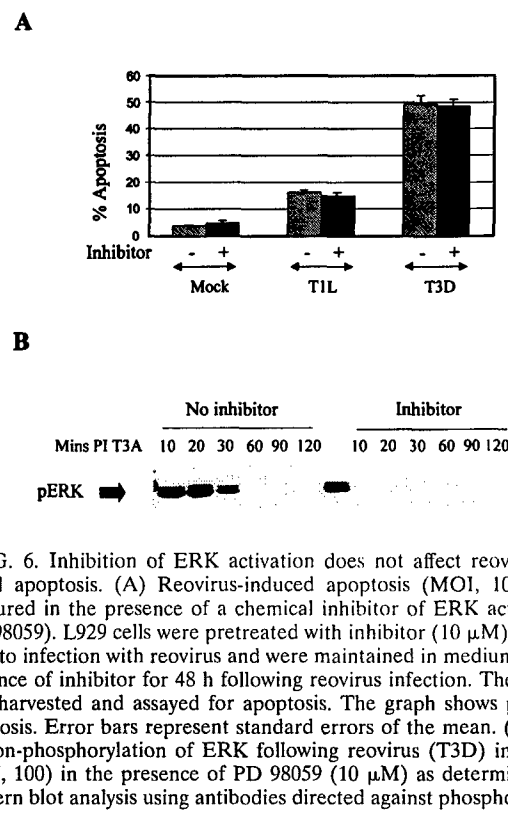 A
60
50
40
30
20
10
0
% Apoptosis
Inhibitor - + - + - +
Mock T1L T3D
B
No inhibitor Inhibitor
Mins PI T3A 10 20 30 60 90 120 10 20 30 60 90 120
pERK
G. 6. Inhibition of ERK activation does not affect reov
l apoptosis. (A) Reovirus-induced apoptosis (MOI, 10
ured in the presence of a chemical inhibitor of ERK ac
98059). L929 cells were pretreated with inhibitor (10 μM)
to infection with reovirus and were maintained in medium
nce of inhibitor for 48 h following reovirus infection. The
harvested and assayed for apoptosis. The graph shows p
tosis. Error bars represent standard errors of the mean. (
on-phosphorylation of ERK following reovirus (T3D) in
, 100) in the presence of PD 98059 (10 μM) as determi
ern blot analysis using antibodies directed against phospho